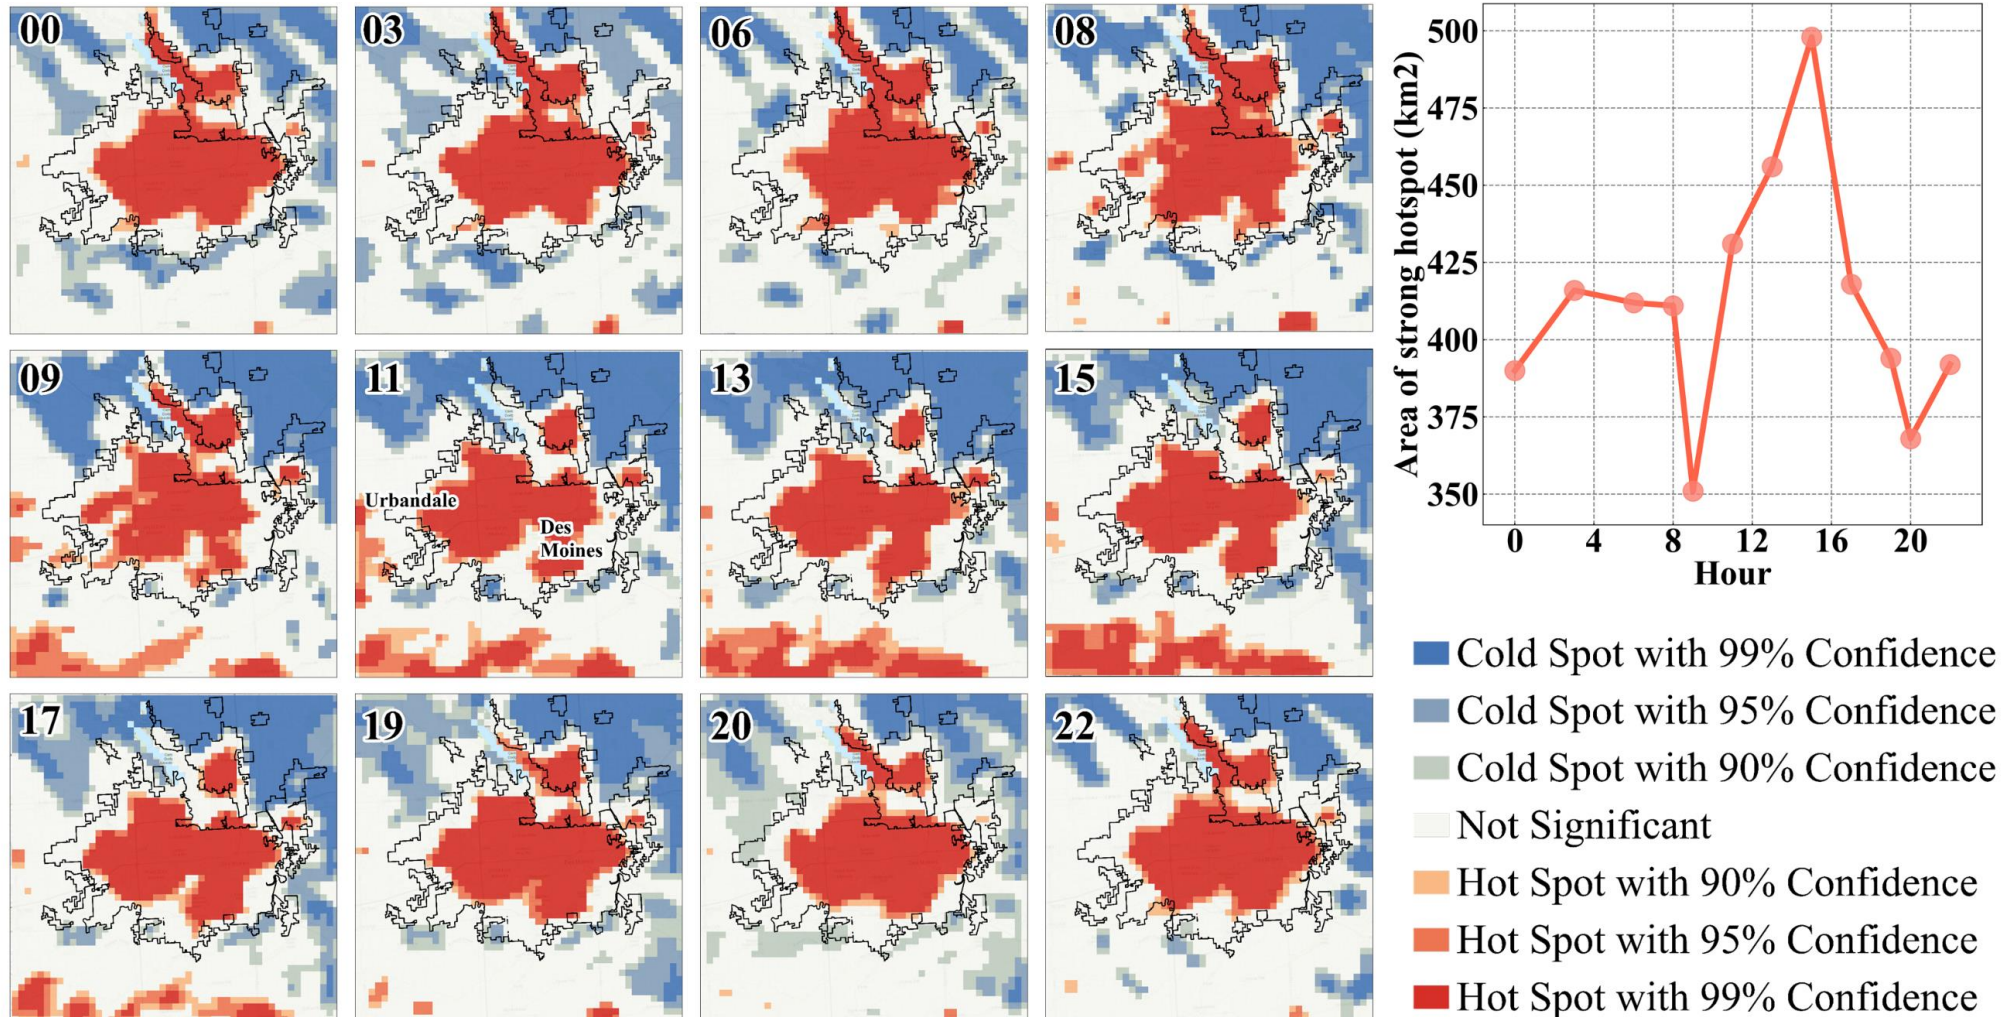 00
03
06
08
09
11
Urbandale
Des
Moines
13
15
17
19
20
22
Area of strong hotspot (km2)
500
475
450
425
400
375
350
0 4 8 12 16 20
Hour
Cold Spot with 99% Confidence
Cold Spot with 95% Confidence
Cold Spot with 90% Confidence
Not Significant
Hot Spot with 90% Confidence
Hot Spot with 95% Confidence
Hot Spot with 99% Confidence